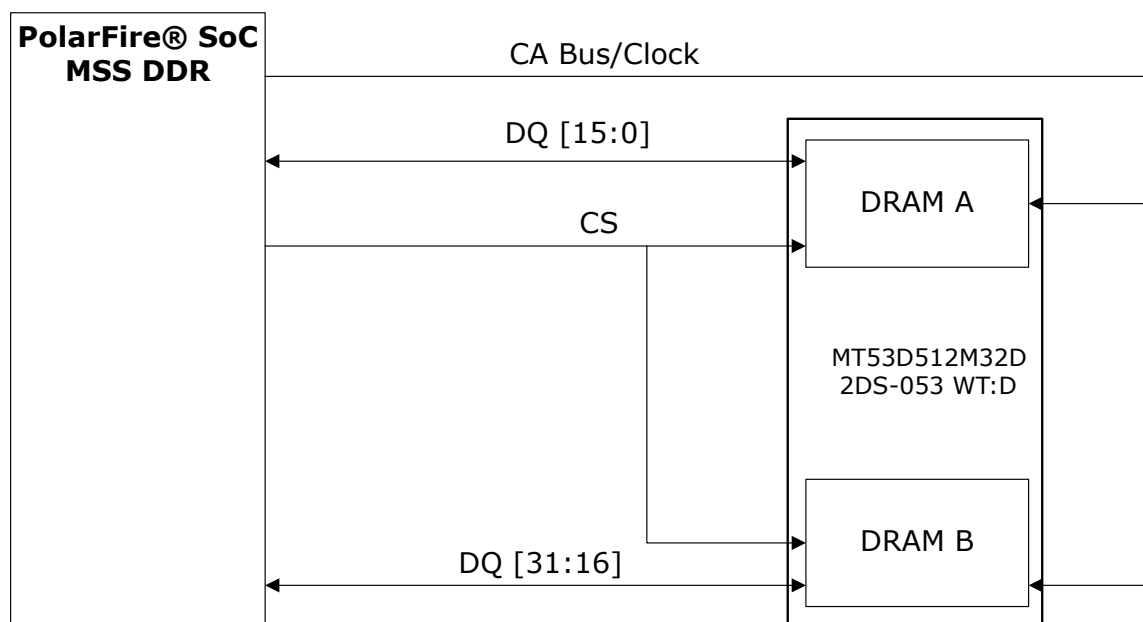 PolarFire® SoC
MSS DDR
CA Bus/Clock
DQ [15:0]
DRAM A
CS
MT53D512M32D
2DS-053 WT:D
DRAM B
DQ [31:16]